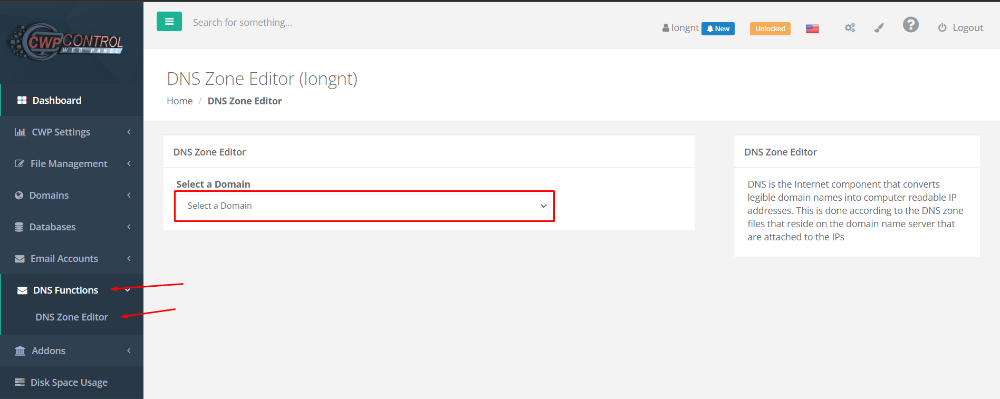 CWP CONTROL
WEB PANEL
Search for something...
longnt New Unlocked Logout
DNS Zone Editor (longnt)
Home / DNS Zone Editor
Dashboard
CWP Settings
File Management
Domains
Databases
Email Accounts
DNS Functions
DNS Zone Editor
Addons
Disk Space Usage
DNS Zone Editor
Select a Domain
Select a Domain
DNS Zone Editor
DNS is the Internet component that converts
legible domain names into computer readable IP
addresses. This is done according to the DNS zone
files that reside on the domain name server that
are attached to the IPs